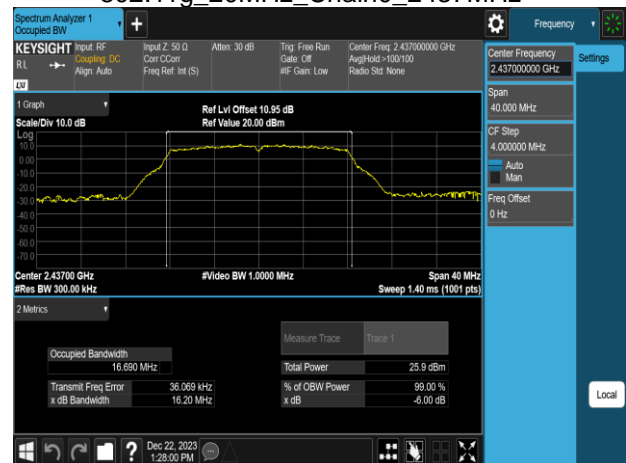 Spectrum Analyzer 1
Occupied BW
Frequency
KEYSIGHT
RL
LXI
Input: RF
Coupling: DC
Align: Auto
Input Z: 50 Ω
Corr CCorr
Freq Ref: Int (S)
Atten: 30 dB
Trig: Free Run
Gate: Off
#IF Gain: Low
Center Freq: 2.437000000 GHz
Avg|Hold:>100/100
Radio Std: None
Center Frequency
2.437000000 GHz
Settings
Span
40.000 MHz
CF Step
4.000000 MHz
Auto
Man
Freq Offset
0 Hz
1 Graph
Scale/Div 10.0 dB
Ref Lvl Offset 10.95 dB
Ref Value 20.00 dBm
Log
10.0
0.00
-10.0
-20.0
-30.0
-40.0
-50.0
-60.0
-70.0
Center 2.43700 GHz
#Video BW 1.0000 MHz
Span 40 MHz
#Res BW 300.00 kHz
Sweep 1.40 ms (1001 pts)
2 Metrics
Measure Trace
Trace 1
Occupied Bandwidth
16.690 MHz
Total Power
25.9 dBm
Transmit Freq Error
36.069 kHz
% of OBW Power
99.00 %
x dB Bandwidth
16.20 MHz
x dB
-6.00 dB
Local
?
Dec 22, 2023
1:28:00 PM